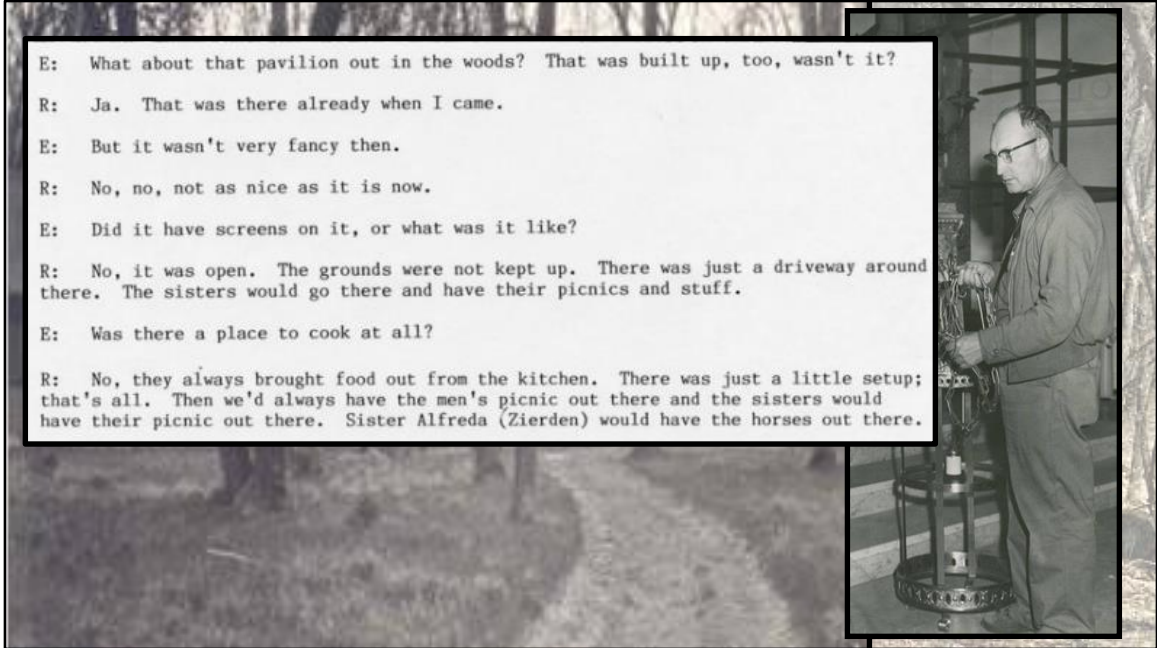 E: What about that pavilion out in the woods? That was built up, too, wasn't it?
R: Ja. That was there already when I came.
E: But it wasn't very fancy then.
R: No, no, not as nice as it is now.
E: Did it have screens on it, or what was it like?
R: No, it was open. The grounds were not kept up. There was just a driveway around
there. The sisters would go there and have their picnics and stuff.
E: Was there a place to cook at all?
R: No, they always brought food out from the kitchen. There was just a little setup;
that's all. Then we'd always have the men's picnic out there and the sisters would
have their picnic out there. Sister Alfreda (Zierden) would have the horses out there.